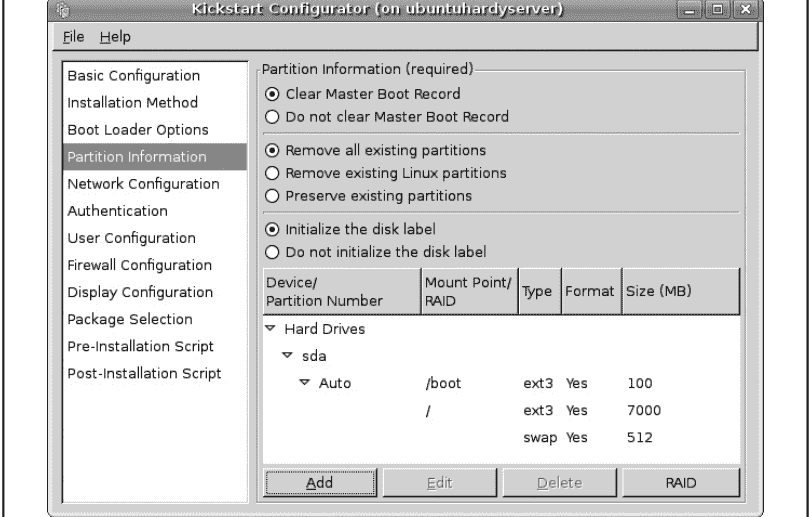 Kickstart Configurator (on ubuntuhardyserver)
File Help
Basic Configuration
Installation Method
Boot Loader Options
Partition Information
Network Configuration
Authentication
User Configuration
Firewall Configuration
Display Configuration
Package Selection
Pre-Installation Script
Post-Installation Script
Partition Information (required)
Clear Master Boot Record
Do not clear Master Boot Record
Remove all existing partitions
Remove existing Linux partitions
Preserve existing partitions
Initialize the disk label
Do not initialize the disk label
Device/
Partition Number
Mount Point/
RAID
Type
Format
Size (MB)
Hard Drives
sda
Auto /boot ext3 Yes 100
/ ext3 Yes 7000
swap Yes 512
Add Edit Delete RAID